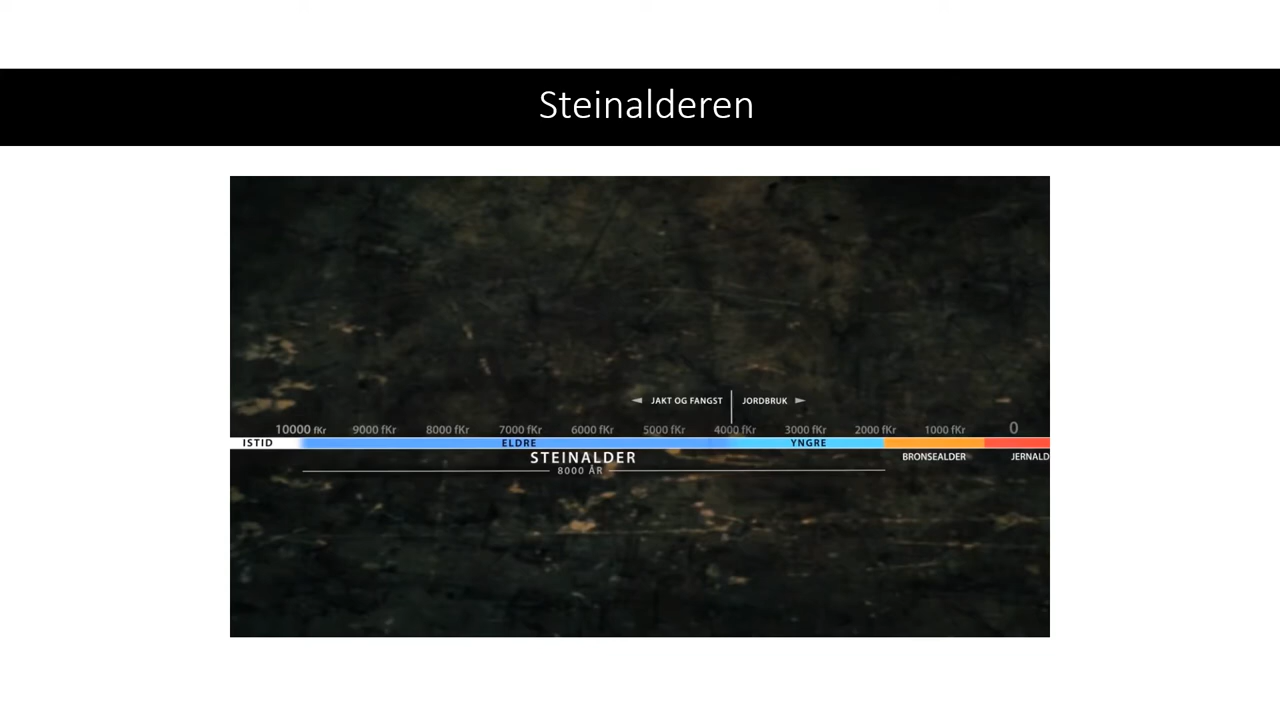 Steinalderen
JAKT OG FANGST JORDBRUK
10000 fKr 9000 fKr 8000 fKr 7000 fKr 6000 fKr 5000 fKr 4000 fKr 3000 fKr 2000 fKr 1000 fKr 0
ISTID ELDRE YNGRE
STEINALDER BRONSEALDER JERNALD
8000 ÅR